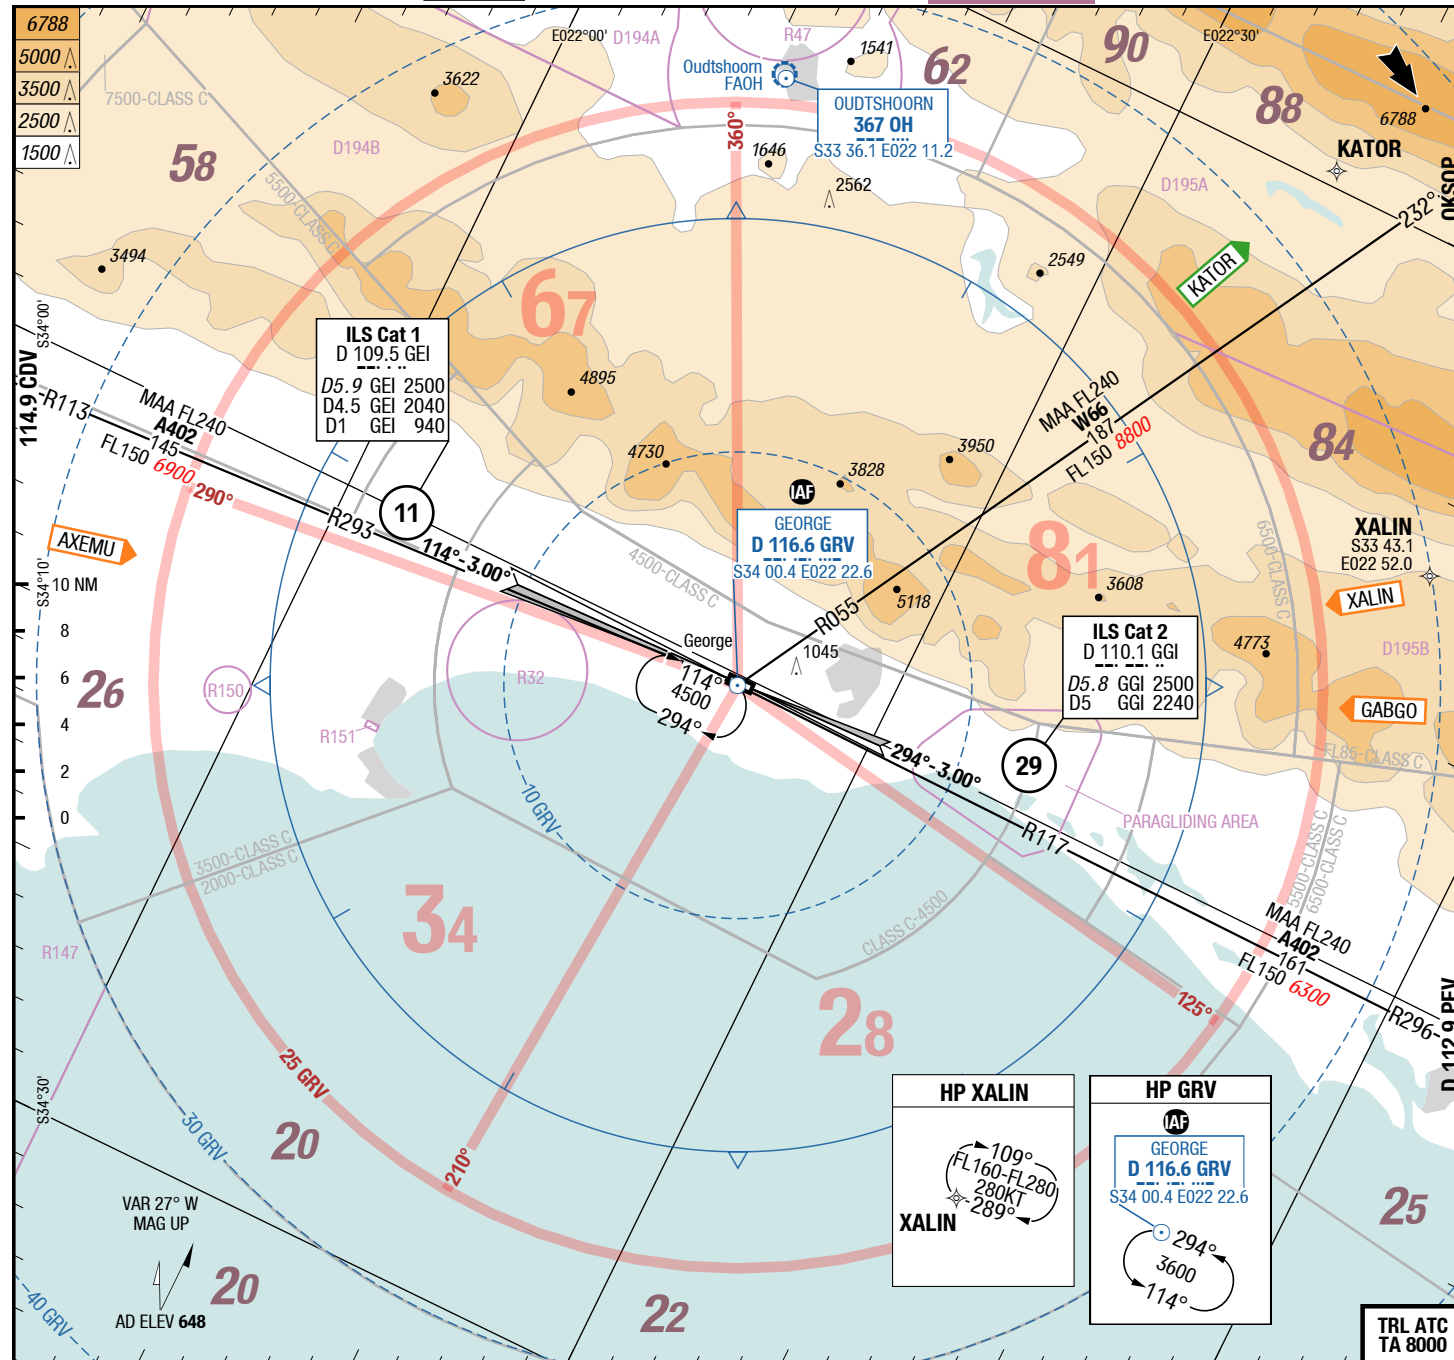 6788
5000
3500
2500
1500
7500-CLASS C
3622
E022°00'
D194A
R47
1541
62
90
E022°30'
Oudtshoorn
FAOH
OUDTSHOORN
367 OH
S33 36.1 E022 11.2
88
6788
KATOR
OKSOP
58
D194B
5500-CLASS C
360°
1646
2562
D195A
232°
3494
67
2549
KATOR
S34°00'
114.9 CDV
ILS Cat 1
D 109.5 GEI
D5.9 GEI 2500
D4.5 GEI 2040
D1 GEI 940
4895
R113
MAA FL240
A402
145
FL150 6900
290°
R293
11
114°-3.00°
4730
3828
3950
MAA FL240
W66
187
FL150 8800
84
IAF
GEORGE
D 116.6 GRV
S34 00.4 E022 22.6
81
6500-CLASS C
XALIN
S33 43.1
E022 52.0
AXEMU
S34°10'
10 NM
8
6
4
2
0
4500-CLASS C
5118
3608
XALIN
R055
George
1045
ILS Cat 2
D 110.1 GGI
D5.8 GGI 2500
D5 GGI 2240
4773
D195B
26
R150
R32
R151
114°
4500
294°
GABGO
294°-3.00°
29
FL85-CLASS C
10 GRV
PARAGLIDING AREA
R117
3500-CLASS C
2000-CLASS C
5500-CLASS C
6500-CLASS C
34
CLASS C-4500
MAA FL240
A402
161
FL150 6300
R147
28
125°
R296
D 112.9 PEV
25 GRV
S34°30'
30 GRV
20
210°
HP XALIN
109°
FL160-FL280
280KT
289°
XALIN
HP GRV
IAF
GEORGE
D 116.6 GRV
S34 00.4 E022 22.6
294°
3600
114°
25
VAR 27° W
MAG UP
AD ELEV 648
20
22
40 GRV
TRL ATC
TA 8000